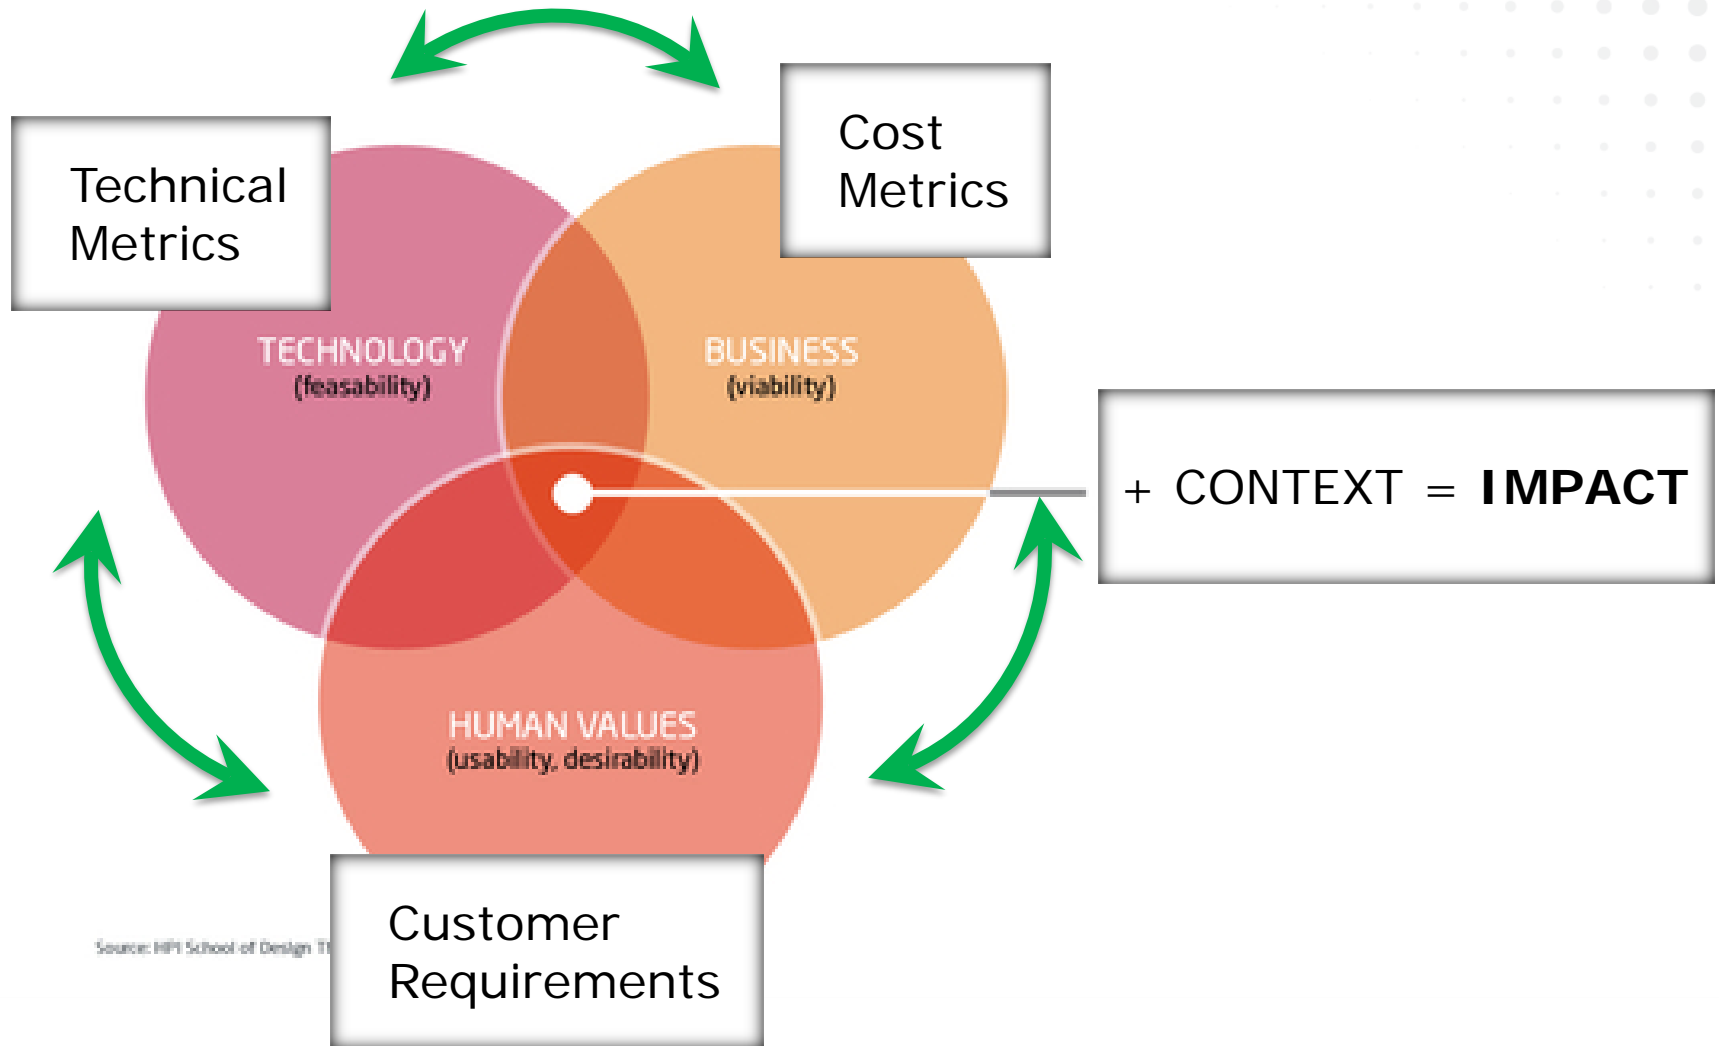 Technical
Metrics
Cost
Metrics
TECHNOLOGY
(feasability)
BUSINESS
(viability)
+ CONTEXT = IMPACT
HUMAN VALUES
(usability, desirability)
Customer
Requirements
Source: HPI School of Design